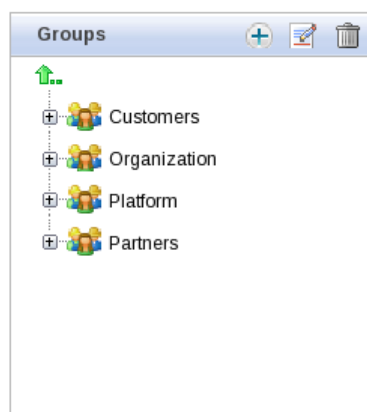 Groups
Customers
Organization
Platform
Partners